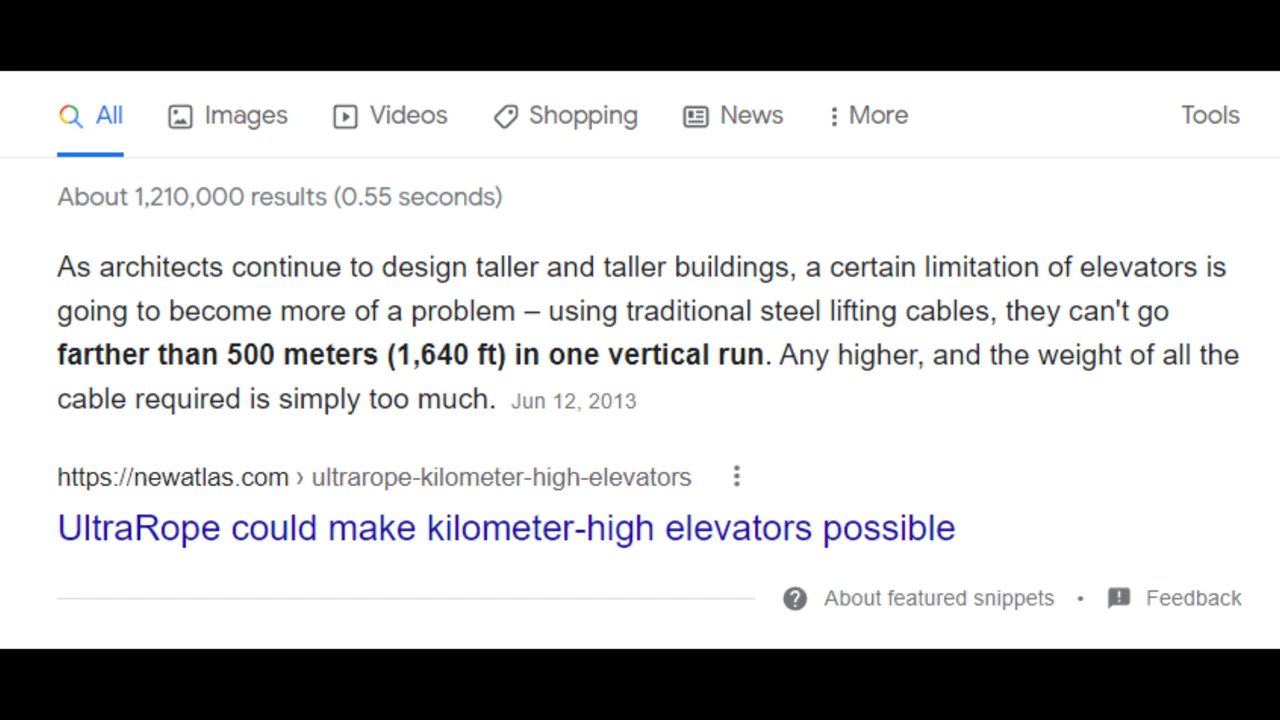 All Images Videos Shopping News More Tools
About 1,210,000 results (0.55 seconds)
As architects continue to design taller and taller buildings, a certain limitation of elevators is
going to become more of a problem – using traditional steel lifting cables, they can't go
farther than 500 meters (1,640 ft) in one vertical run. Any higher, and the weight of all the
cable required is simply too much. Jun 12, 2013
https://newatlas.com › ultrarope-kilometer-high-elevators
UltraRope could make kilometer-high elevators possible
About featured snippets • Feedback